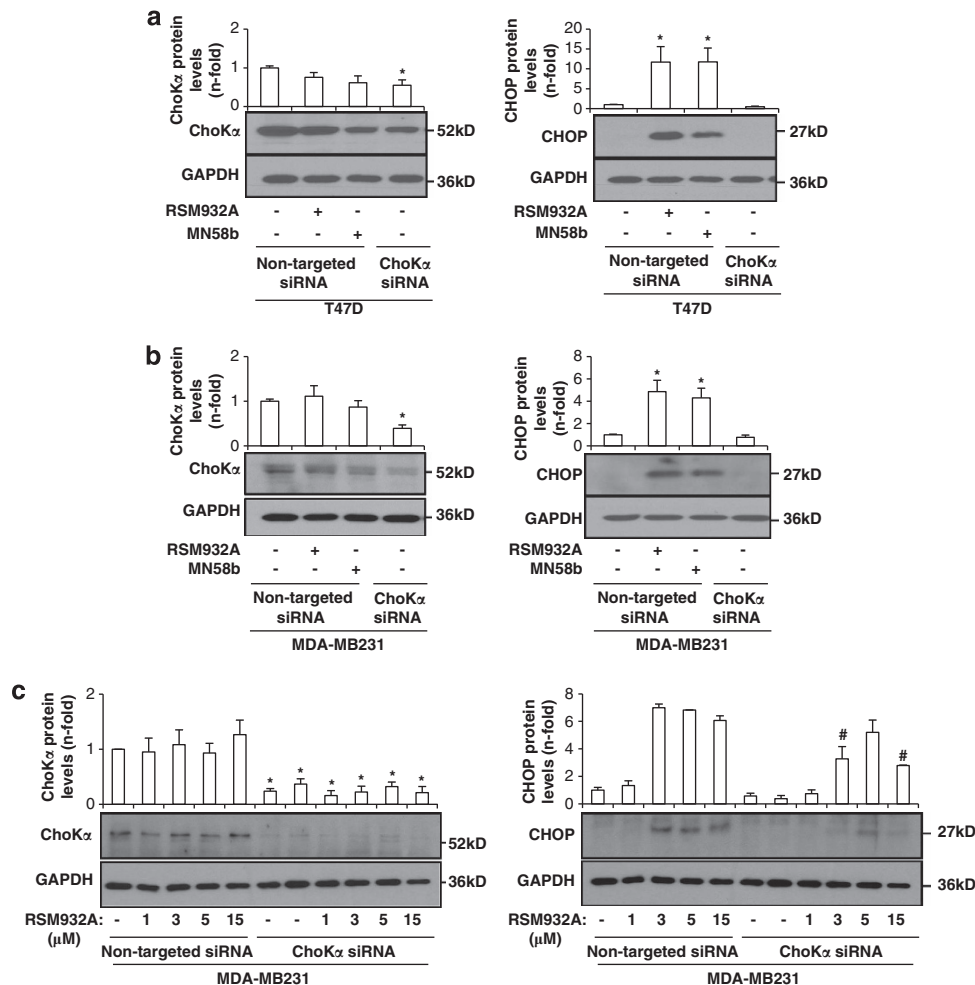 a
ChoKα protein levels (n-fold)
2
1
0
*
ChoKα
52kD
GAPDH
36kD
RSM932A - + - -
MN58b - - + -
Non-targeted siRNA
ChoKα siRNA
T47D
CHOP protein levels (n-fold)
20
15
10
5
0
* *
CHOP
27kD
GAPDH
36kD
RSM932A - + - -
MN58b - - + -
Non-targeted siRNA
ChoKα siRNA
T47D
b
ChoKα protein levels (n-fold)
2
1
0
*
ChoKα
52kD
GAPDH
36kD
RSM932A - + - -
MN58b - - + -
Non-targeted siRNA
ChoKα siRNA
MDA-MB231
CHOP protein levels (n-fold)
8
6
4
2
0
* *
CHOP
27kD
GAPDH
36kD
RSM932A - + - -
MN58b - - + -
Non-targeted siRNA
ChoKα siRNA
MDA-MB231
c
ChoKα protein levels (n-fold)
2
1
0
* * * * * *
ChoKα
52kD
GAPDH
36kD
RSM932A: - 1 3 5 15 - - 1 3 5 15
(µM)
Non-targeted siRNA ChoKα siRNA
MDA-MB231
CHOP protein levels (n-fold)
8
6
4
2
0
# #
CHOP
27kD
GAPDH
36kD
RSM932A: - 1 3 5 15 - - 1 3 5 15
(µM)
Non-targeted siRNA ChoKα siRNA
MDA-MB231